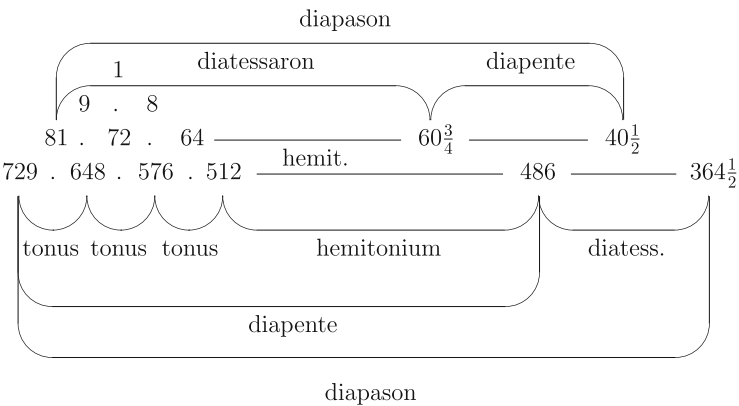 diapason
diatessaron diapente
1
9 . 8
81 . 72 . 64 60¾ 40½
hemit.
729 . 648 . 576 . 512 486 364½
tonus tonus tonus hemitonium diatess.
diapente
diapason